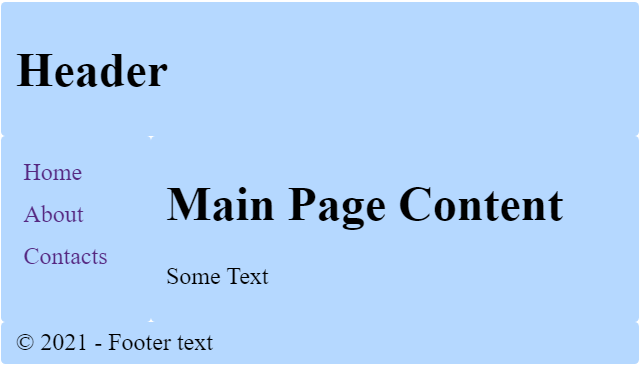 Header
Home
About
Contacts
Main Page Content
Some Text
© 2021 - Footer text